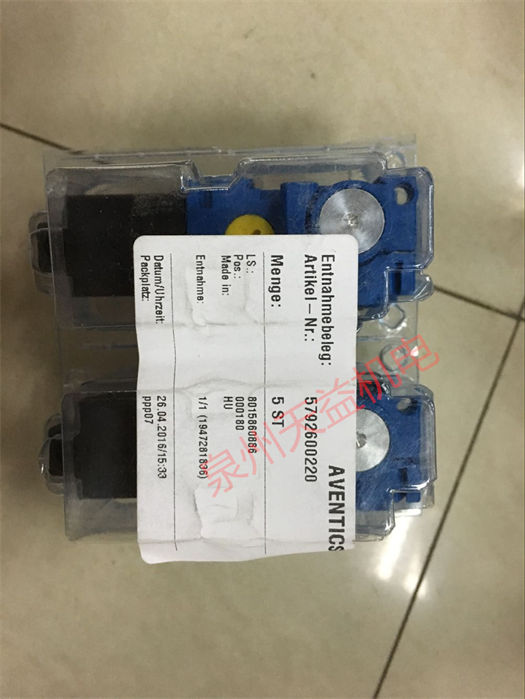 AVENTICS
Entnahmebeleg:
Artikel-Nr.: 5792600220
Menge: 5 ST
LS.: 8015860886
Pos.: 000180
Made in: HU
Entnahme: 1/1 (1947281836)
Datum/Uhrzeit: 26.04.2016/15:33
Packplatz: ppp07
泉州天益机电